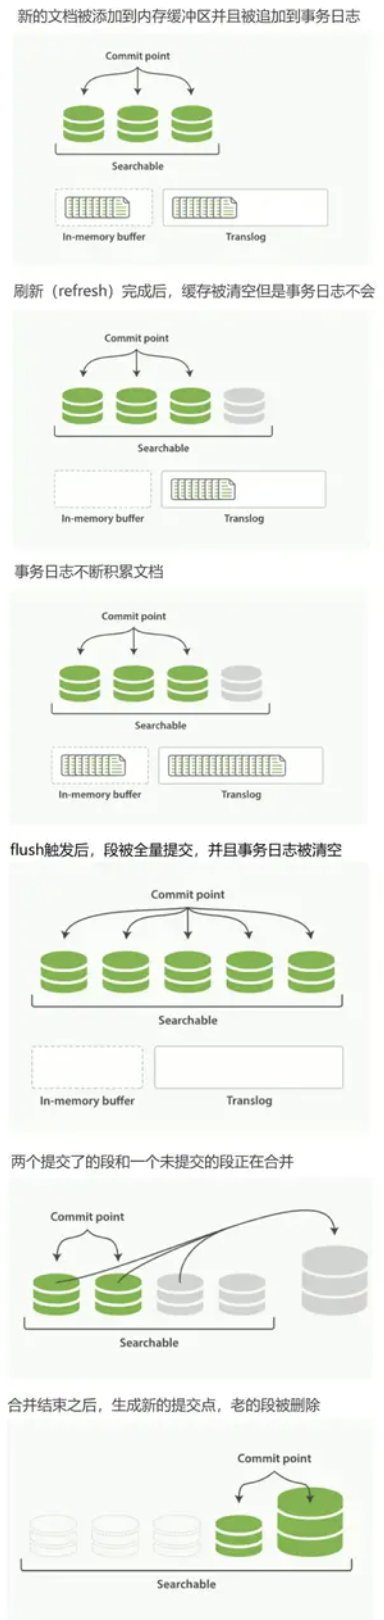 新的文档被添加到内存缓冲区并且被追加到事务日志
Commit point
Searchable
In-memory buffer
Translog
刷新（refresh）完成后，缓存被清空但是事务日志不会
Commit point
Searchable
In-memory buffer
Translog
事务日志不断积累文档
Commit point
Searchable
In-memory buffer
Translog
flush触发后，段被全量提交，并且事务日志被清空
Commit point
Searchable
In-memory buffer
Translog
两个提交了的段和一个未提交的段正在合并
Commit point
Searchable
合并结束之后，生成新的提交点，老的段被删除
Commit point
Searchable